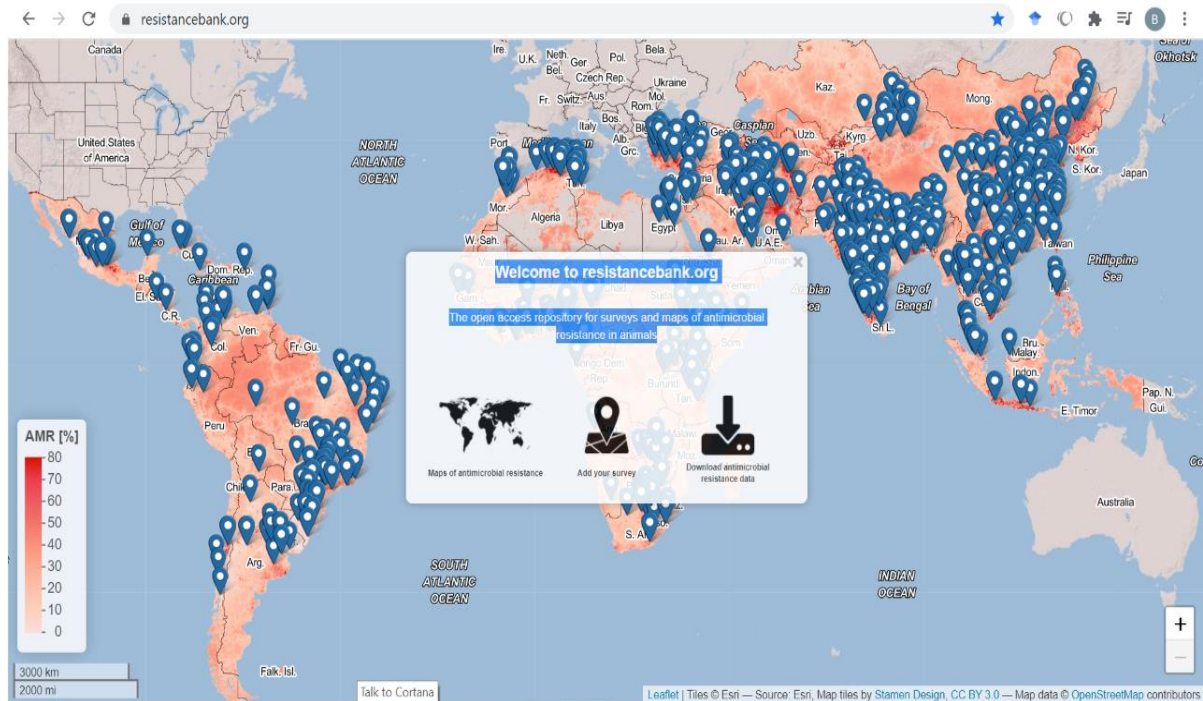 resistancebank.org
B
Canada
United States
of America
NORTH
ATLANTIC
OCEAN
Gulf of
Mexico
Dom. Rep.
Caribbean
C.R.
Ven.
Col.
Fr. Gu.
Peru
Para.
Arg.
Falk. Isl.
SOUTH
ATLANTIC
OCEAN
Ire.
U.K.
Neth.
Ger.
Bel.
Pol.
Bela.
Czech Rep.
Ukraine
Fr.
Switz.
Aus.
Mol.
Rom.
Bos.
Italy
Alb.
Grc.
Port.
Mor.
W. Sah.
Algeria
Libya
Egypt
Caspian
Kaz.
Uzb.
Kyrg.
Mong.
N. Kor.
S. Kor.
Japan
Okhotsk
Taiwan
Philippine
Sea
U.A.E.
Bay of
Bengal
Sri L.
Bru.
Malay.
Indon.
E. Timor
Pap. N.
Gui.
Australia
INDIAN
OCEAN
Welcome to resistancebank.org
The open access repository for surveys and maps of antimicrobial
resistance in animals
Maps of antimicrobial resistance
Add your survey
Download antimicrobial
resistance data
AMR [%]
80
70
60
50
40
30
20
10
0
3000 km
2000 mi
Talk to Cortana
+
−
Leaflet | Tiles © Esri — Source: Esri, Map tiles by Stamen Design, CC BY 3.0 — Map data © OpenStreetMap contributors